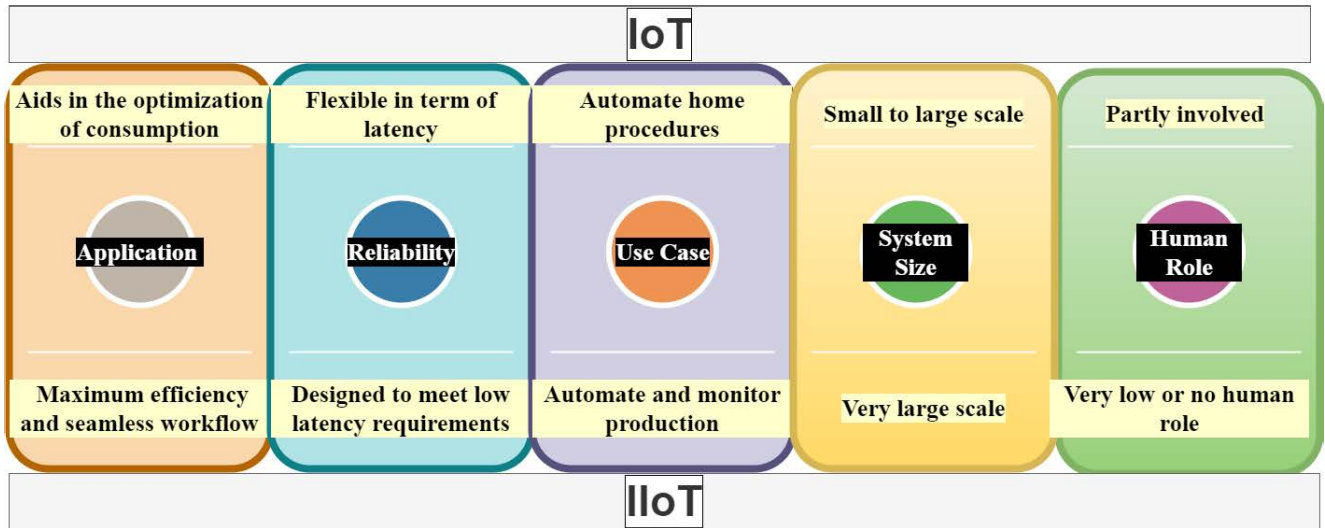 IoT
Aids in the optimization
of consumption
Flexible in term of
latency
Automate home
procedures
Small to large scale
Partly involved
Application
Reliability
Use Case
System
Size
Human
Role
Maximum efficiency
and seamless workflow
Designed to meet low
latency requirements
Automate and monitor
production
Very large scale
Very low or no human
role
IIoT